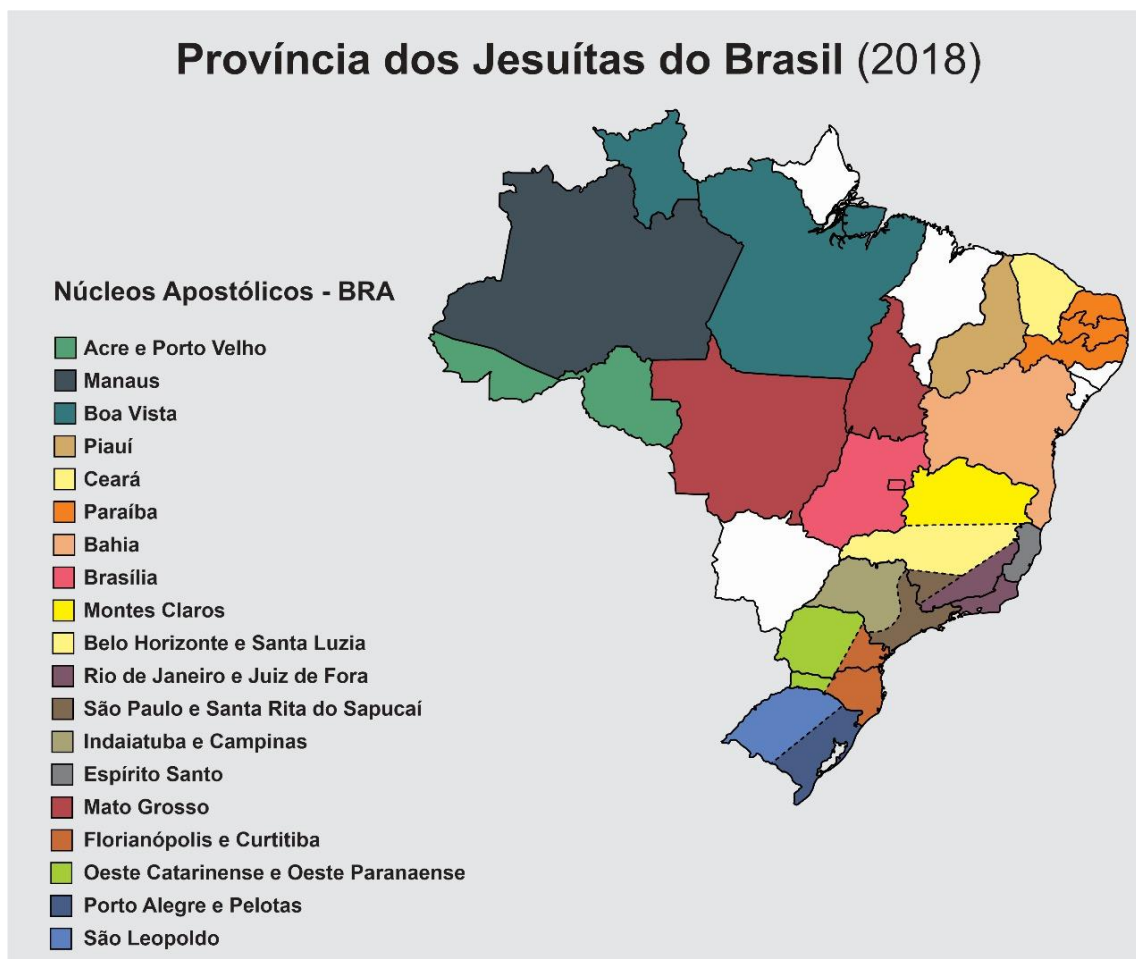 Província dos Jesuítas do Brasil (2018)
Núcleos Apostólicos - BRA
Acre e Porto Velho
Manaus
Boa Vista
Piauí
Ceará
Paraíba
Bahia
Brasília
Montes Claros
Belo Horizonte e Santa Luzia
Rio de Janeiro e Juiz de Fora
São Paulo e Santa Rita do Sapucaí
Indaiatuba e Campinas
Espírito Santo
Mato Grosso
Florianópolis e Curtitiba
Oeste Catarinense e Oeste Paranaense
Porto Alegre e Pelotas
São Leopoldo